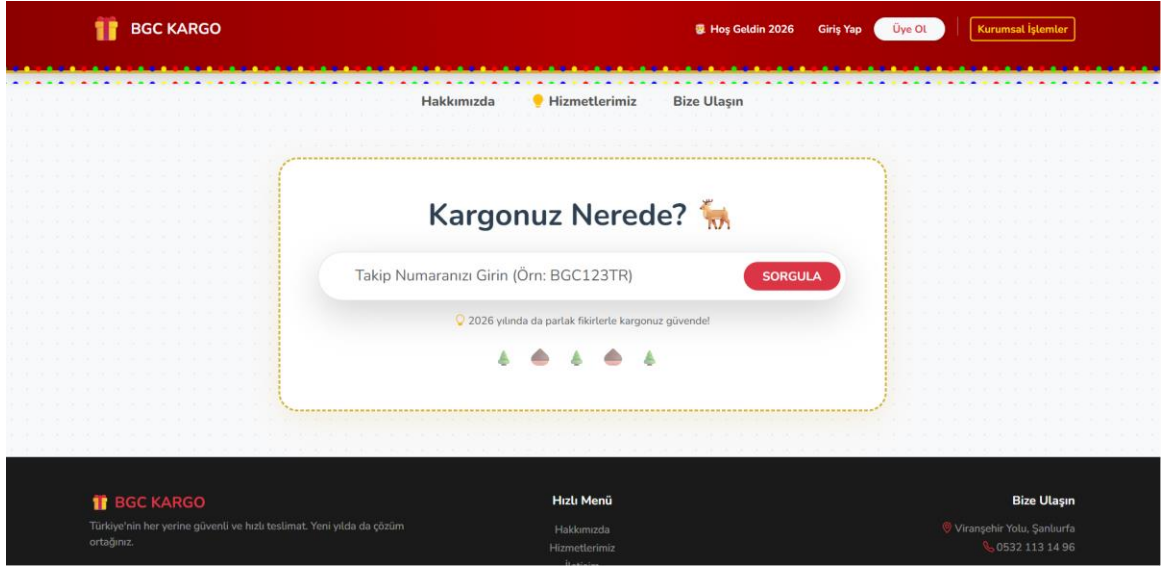 BGC KARGO
Hoş Geldin 2026 Giriş Yap Üye Ol Kurumsal İşlemler
Hakkımızda Hizmetlerimiz Bize Ulaşın
Kargonuz Nerede?
Takip Numaranızı Girin (Örn: BGC123TR) SORGULA
2026 yılında da parlak fikirlerle kargonuz güvende!
BGC KARGO
Türkiye'nin her yerine güvenli ve hızlı teslimat. Yeni yılda da çözüm
ortağınız.
Hızlı Menü
Hakkımızda
Hizmetlerimiz
İletişim
Bize Ulaşın
Viranşehir Yolu, Şanlıurfa
0532 113 14 96